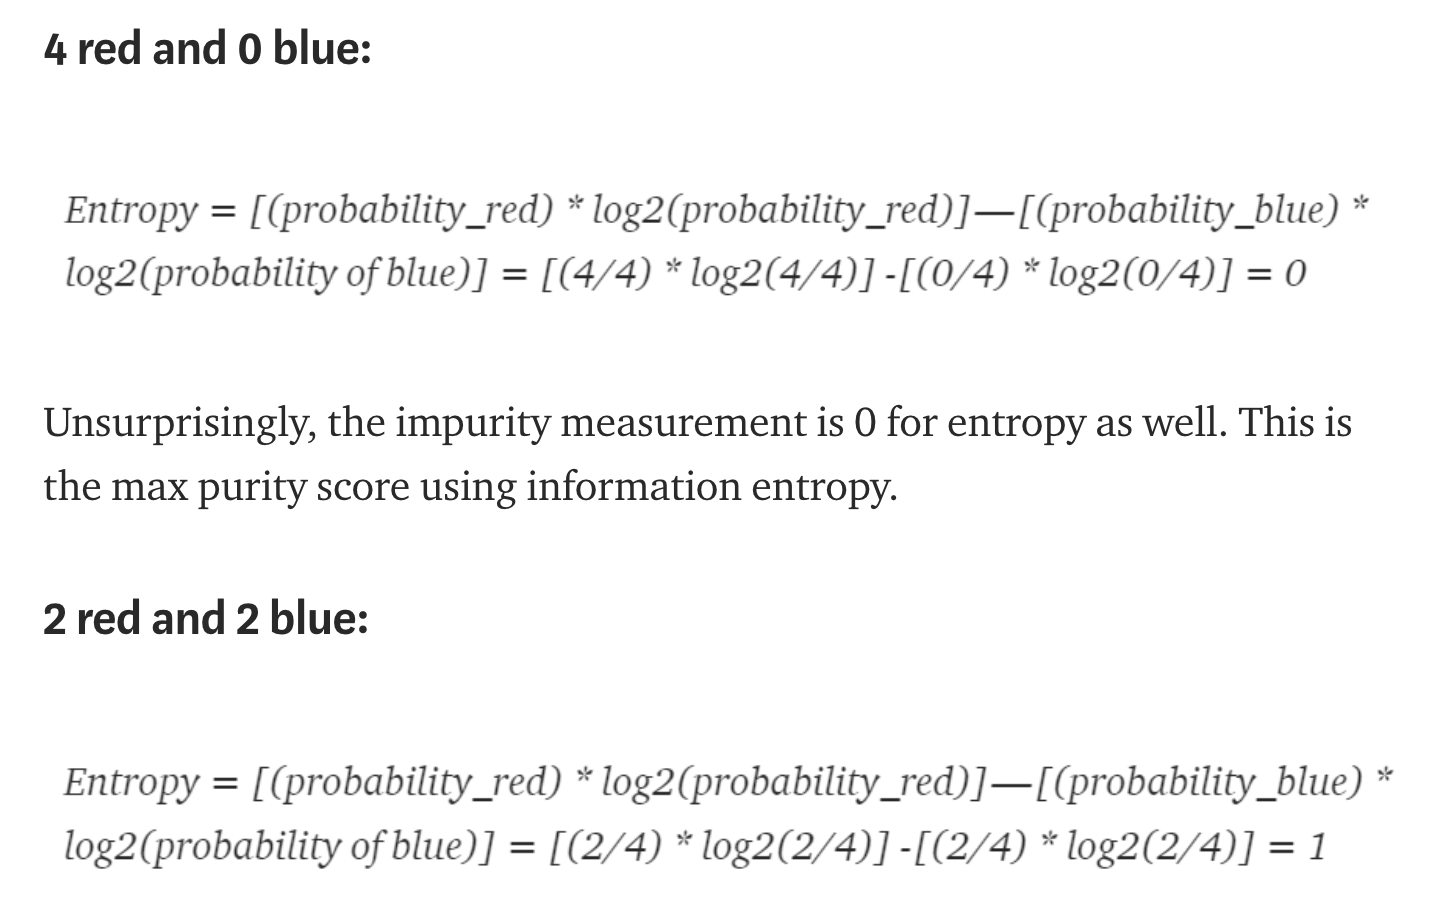 4 red and 0 blue:
Entropy = [(probability_red) * log2(probability_red)]—[(probability_blue) *
log2(probability of blue)] = [(4/4) * log2(4/4)] -[(0/4) * log2(0/4)] = 0
Unsurprisingly, the impurity measurement is 0 for entropy as well. This is
the max purity score using information entropy.
2 red and 2 blue:
Entropy = [(probability_red) * log2(probability_red)]—[(probability_blue) *
log2(probability of blue)] = [(2/4) * log2(2/4)] -[(2/4) * log2(2/4)] = 1